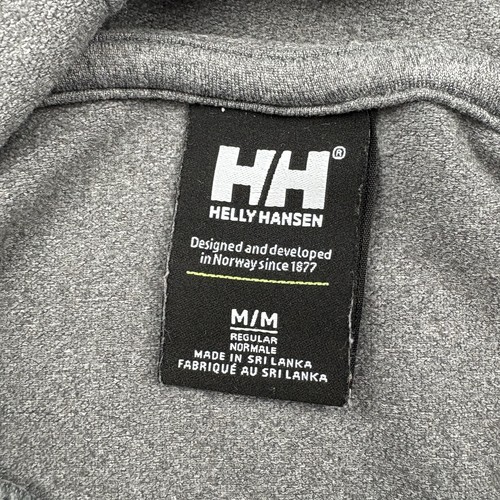 HH®
HELLY HANSEN
Designed and developed
in Norway since 1877
M/M
REGULAR
NORMALE
MADE IN SRI LANKA
FABRIQUÉ AU SRI LANKA